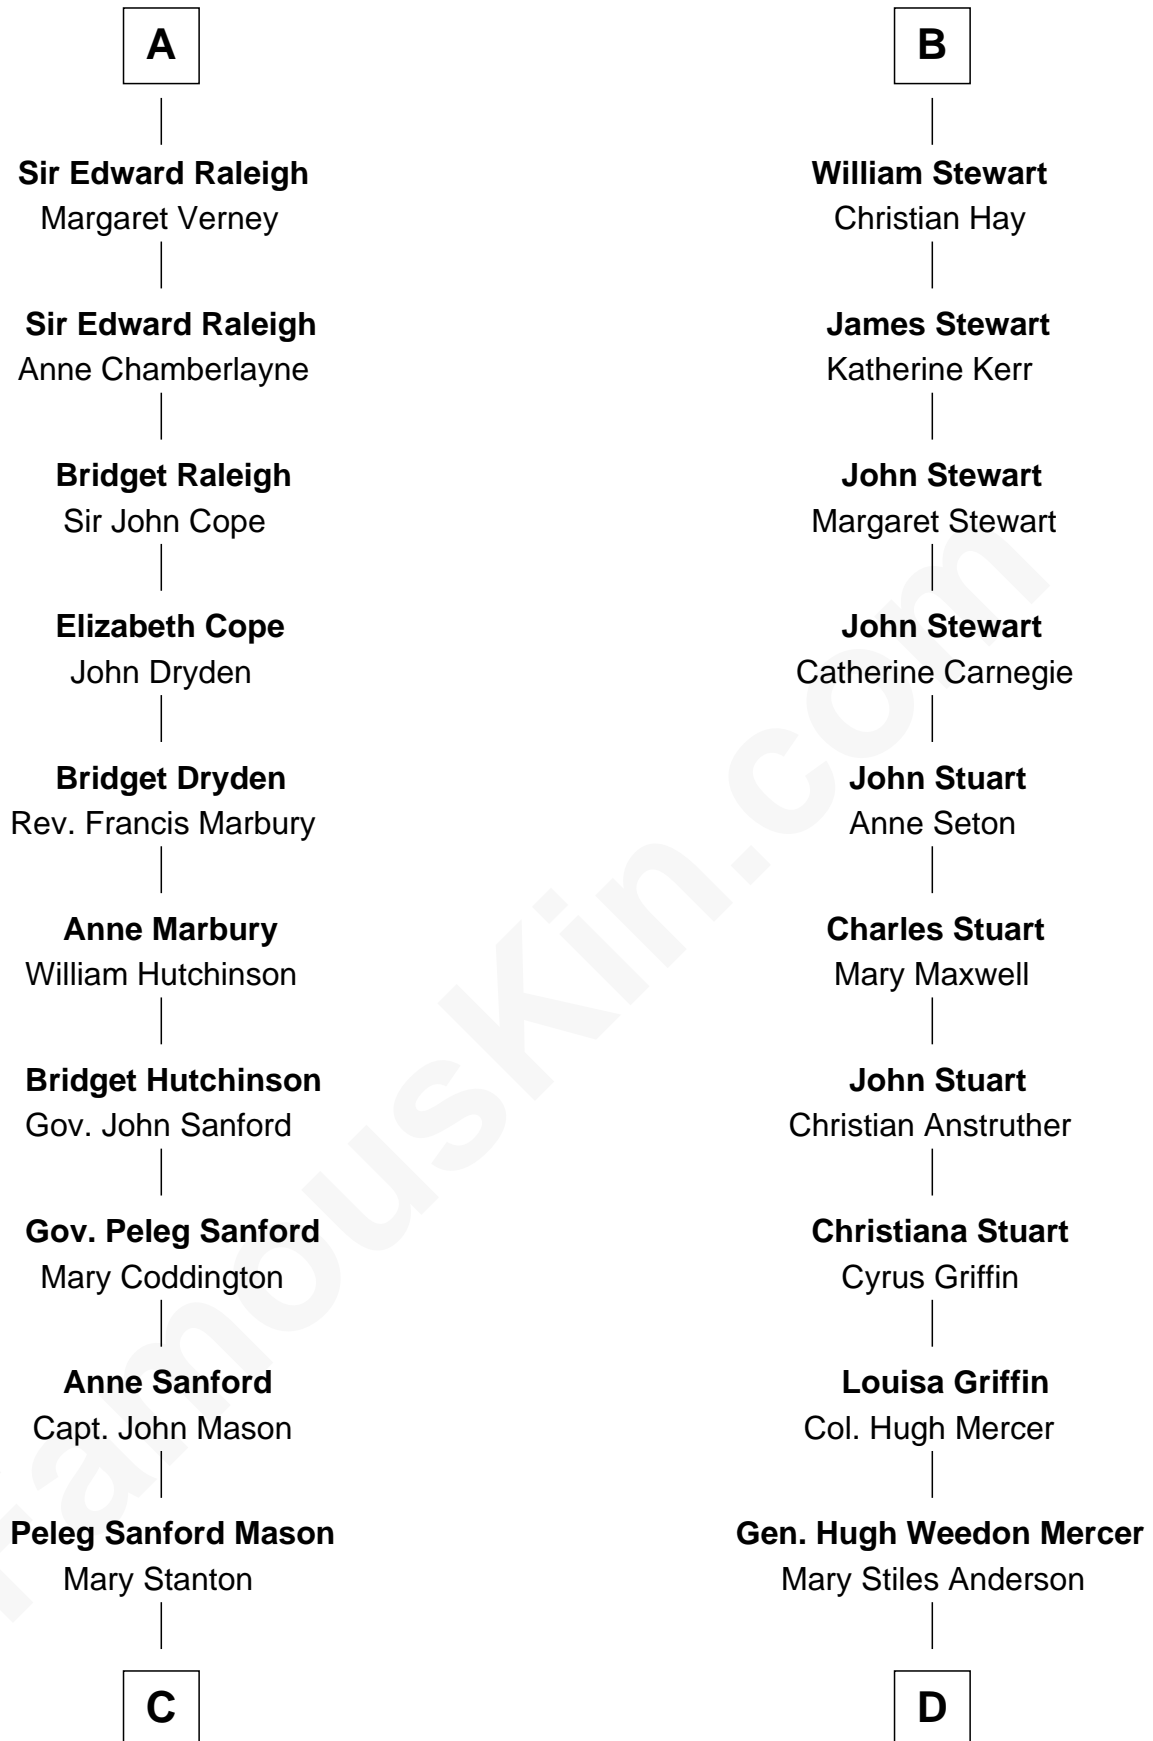 A
Sir Edward Raleigh
Margaret Verney
Sir Edward Raleigh
Anne Chamberlayne
Bridget Raleigh
Sir John Cope
Elizabeth Cope
John Dryden
Bridget Dryden
Rev. Francis Marbury
Anne Marbury
William Hutchinson
Bridget Hutchinson
Gov. John Sanford
Gov. Peleg Sanford
Mary Coddington
Anne Sanford
Capt. John Mason
Peleg Sanford Mason
Mary Stanton
C
B
William Stewart
Christian Hay
James Stewart
Katherine Kerr
John Stewart
Margaret Stewart
John Stewart
Catherine Carnegie
John Stuart
Anne Seton
Charles Stuart
Mary Maxwell
John Stuart
Christian Anstruther
Christiana Stuart
Cyrus Griffin
Louisa Griffin
Col. Hugh Mercer
Gen. Hugh Weedon Mercer
Mary Stiles Anderson
D
FamousKin.com